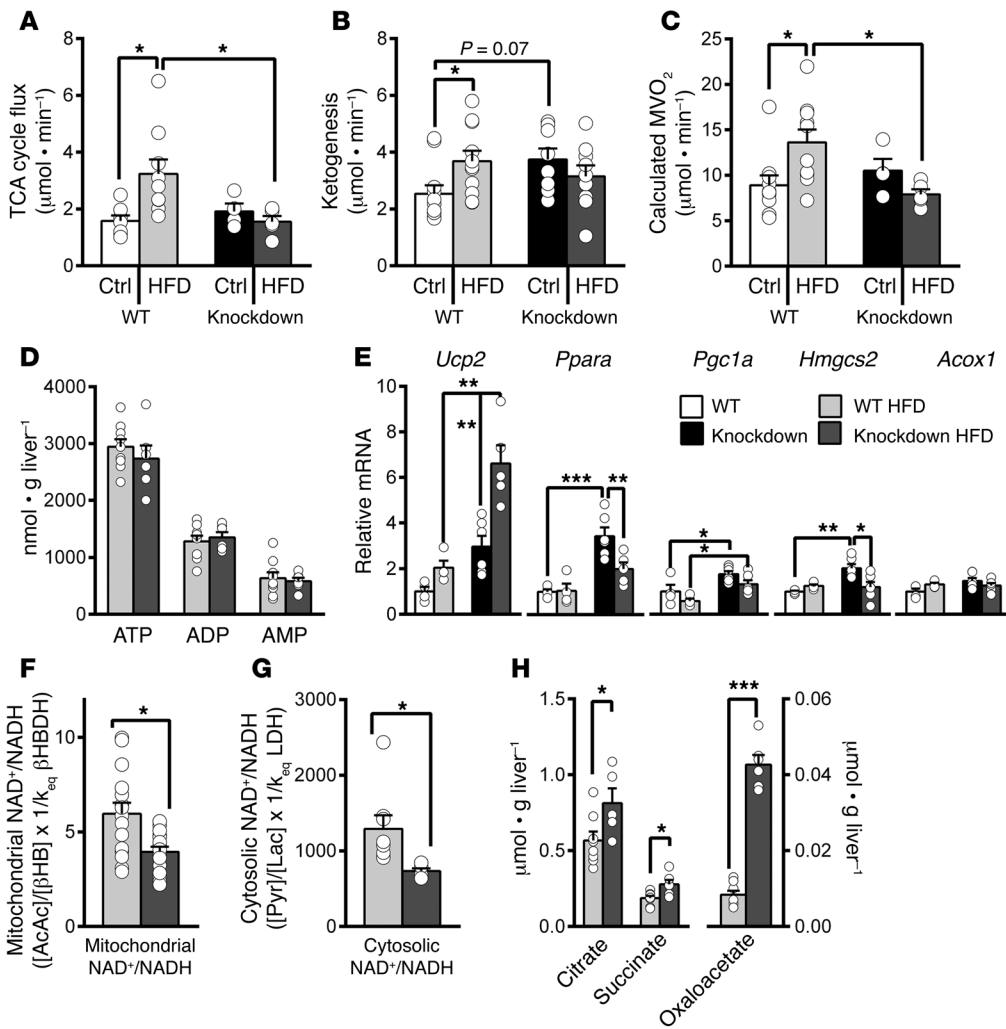 A
TCA cycle flux
(μmol • min⁻¹)
8
6
4
2
0
*
*
Ctrl HFD Ctrl HFD
WT Knockdown
B
Ketogenesis
(μmol • min⁻¹)
8
6
4
2
0
P = 0.07
*
Ctrl HFD Ctrl HFD
WT Knockdown
C
Calculated MVO₂
(μmol • min⁻¹)
25
20
15
10
5
0
*
*
Ctrl HFD Ctrl HFD
WT Knockdown
D
nmol • g liver⁻¹
4000
3000
2000
1000
0
ATP ADP AMP
E
Ucp2 Ppara Pgc1a Hmgcs2 Acox1
Relative mRNA
10
8
6
4
2
0
WT WT HFD
Knockdown Knockdown HFD
**
**
*** **
*
*
** *
F
Mitochondrial NAD⁺/NADH
([AcAc]/[βHB] x 1/kₑq βHBDH)
10
5
0
*
Mitochondrial
NAD⁺/NADH
G
Cytosolic NAD⁺/NADH
([Pyr]/[Lac] x 1/kₑq LDH)
3000
2000
1000
0
*
Cytosolic
NAD⁺/NADH
H
μmol • g liver⁻¹
1.5
1.0
0.5
0.0
*
*
***
0.06
0.04
0.02
0.00
μmol • g liver⁻¹
Citrate
Succinate
Oxaloacetate